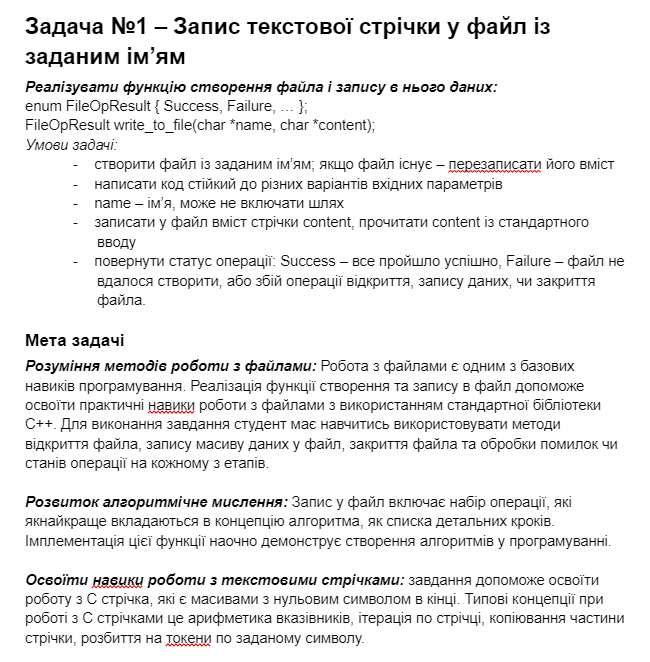 Задача №1 – Запис текстової стрічки у файл із
заданим ім’ям
Реалізувати функцію створення файла і запису в нього даних:
enum FileOpResult { Success, Failure, … };
FileOpResult write_to_file(char *name, char *content);
Умови задачі:
- створити файл із заданим ім’ям; якщо файл існує – перезаписати його вміст
- написати код стійкий до різних варіантів вхідних параметрів
- name – ім’я, може не включати шлях
- записати у файл вміст стрічки content, прочитати content із стандартного
вводу
- повернути статус операції: Success – все пройшло успішно, Failure – файл не
вдалося створити, або збій операції відкриття, запису даних, чи закриття
файла.
Мета задачі
Розуміння методів роботи з файлами: Робота з файлами є одним з базових
навиків програмування. Реалізація функції створення та запису в файл допоможе
освоїти практичні навики роботи з файлами з використанням стандартної бібліотеки
C++. Для виконання завдання студент має навчитись використовувати методи
відкриття файла, запису масиву даних у файл, закриття файла та обробки помилок чи
станів операції на кожному з етапів.
Розвиток алгоритмічне мислення: Запис у файл включає набір операції, які
якнайкраще вкладаються в концепцію алгоритма, як списка детальних кроків.
Імплементація цієї функції наочно демонструє створення алгоритмів у програмуванні.
Освоїти навики роботи з текстовими стрічками: завдання допоможе освоїти
роботу з C стрічка, які є масивами з нульовим символом в кінці. Типові концепції при
роботі з C стрічками це арифметика вказівників, ітерація по стрічці, копіювання частини
стрічки, розбиття на токени по заданому символу.